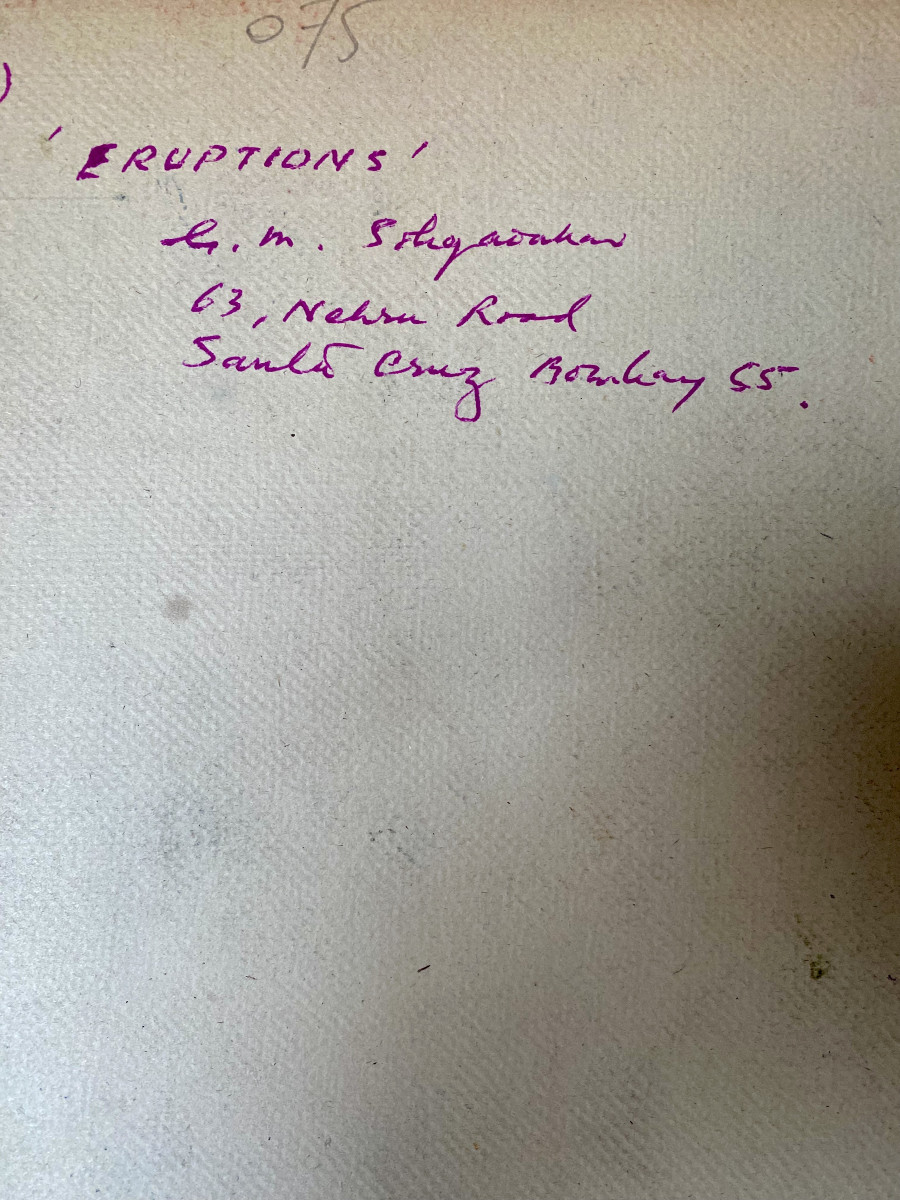 075
)
'ERUPTIONS'
G. M. Solegaonkar
63, Nehru Road
Santa Cruz Bombay 55.